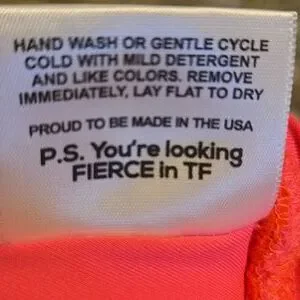 HAND WASH OR GENTLE CYCLE
COLD WITH MILD DETERGENT
AND LIKE COLORS. REMOVE
IMMEDIATELY, LAY FLAT TO DRY
PROUD TO BE MADE IN THE USA
P.S. You're looking
FIERCE in TF